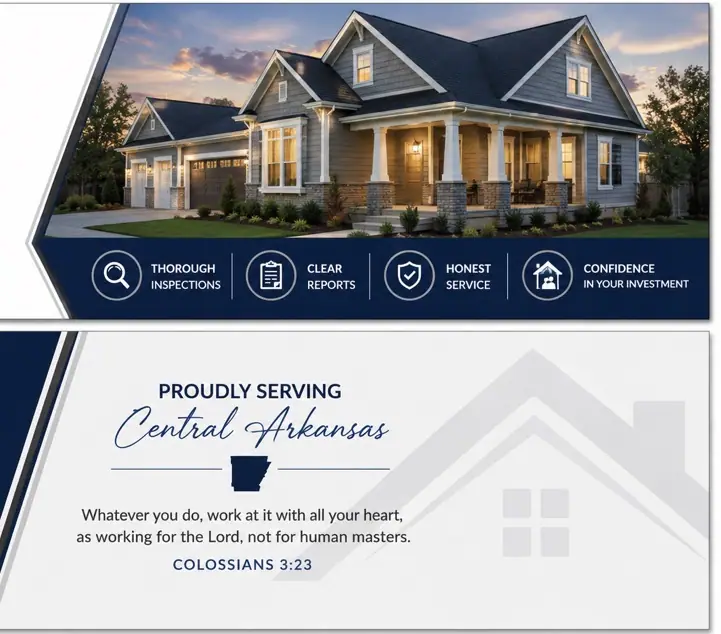 THOROUGH
INSPECTIONS
CLEAR
REPORTS
HONEST
SERVICE
CONFIDENCE
IN YOUR INVESTMENT
PROUDLY SERVING
Central Arkansas
Whatever you do, work at it with all your heart,
as working for the Lord, not for human masters.
COLOSSIANS 3:23